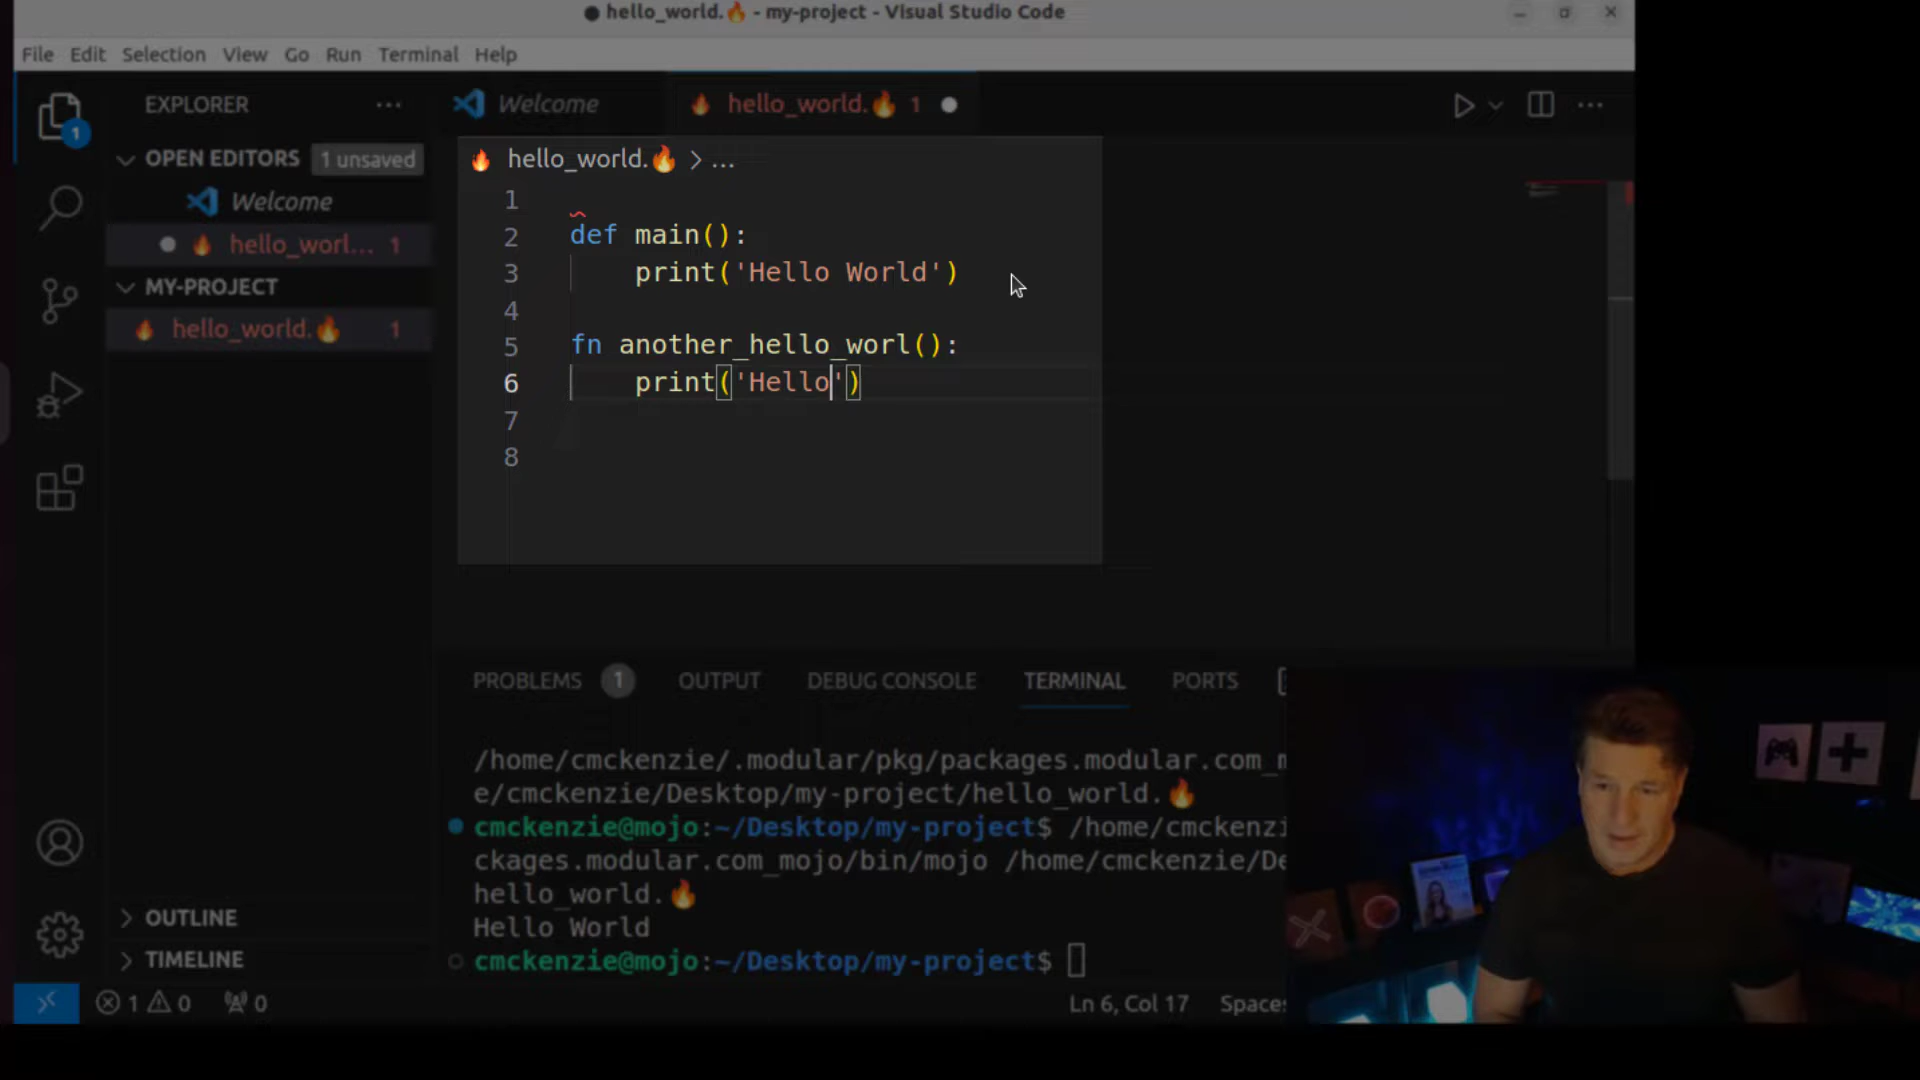 ● hello_world.🔥 - my-project - Visual Studio Code
File Edit Selection View Go Run Terminal Help
EXPLORER
OPEN EDITORS 1 unsaved
Welcome
hello_worl... 1
MY-PROJECT
hello_world.🔥 1
OUTLINE
TIMELINE
1
Welcome
hello_world.🔥 1
hello_world.🔥 > ...
1
2 def main():
3 print('Hello World')
4
5 fn another_hello_worl():
6 print('Hello')
7
8
PROBLEMS 1 OUTPUT DEBUG CONSOLE TERMINAL PORTS
/home/cmckenzie/.modular/pkg/packages.modular.com_m
e/cmckenzie/Desktop/my-project/hello_world.🔥
cmckenzie@mojo:~/Desktop/my-project$ /home/cmckenzi
ckages.modular.com_mojo/bin/mojo /home/cmckenzie/De
hello_world.🔥
Hello World
cmckenzie@mojo:~/Desktop/my-project$
1 0 0 Ln 6, Col 17 Spaces: